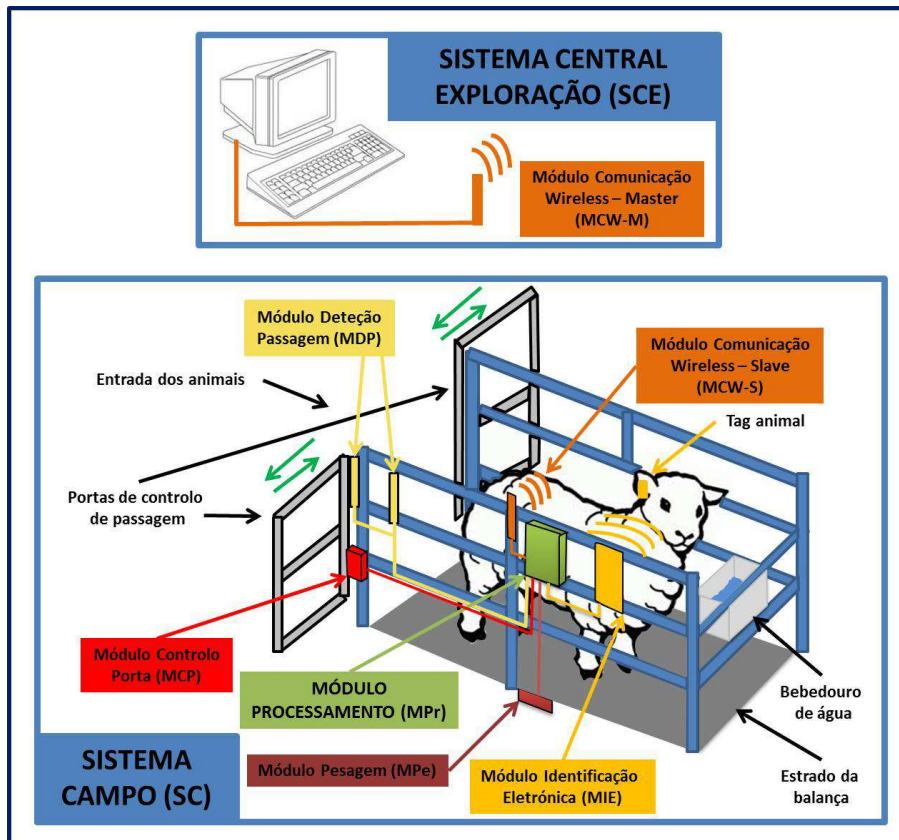 SISTEMA CENTRAL
EXPLORAÇÃO (SCE)
Módulo Comunicação
Wireless – Master
(MCW-M)
Módulo Deteção
Passagem (MDP)
Módulo Comunicação
Wireless – Slave
(MCW-S)
Entrada dos animais
Tag animal
Portas de controlo
de passagem
Módulo Controlo
Porta (MCP)
MÓDULO
PROCESSAMENTO (MPr)
Bebedouro
de água
Módulo Pesagem (MPe)
Módulo Identificação
Eletrónica (MIE)
Estrado da
balança
SISTEMA
CAMPO (SC)